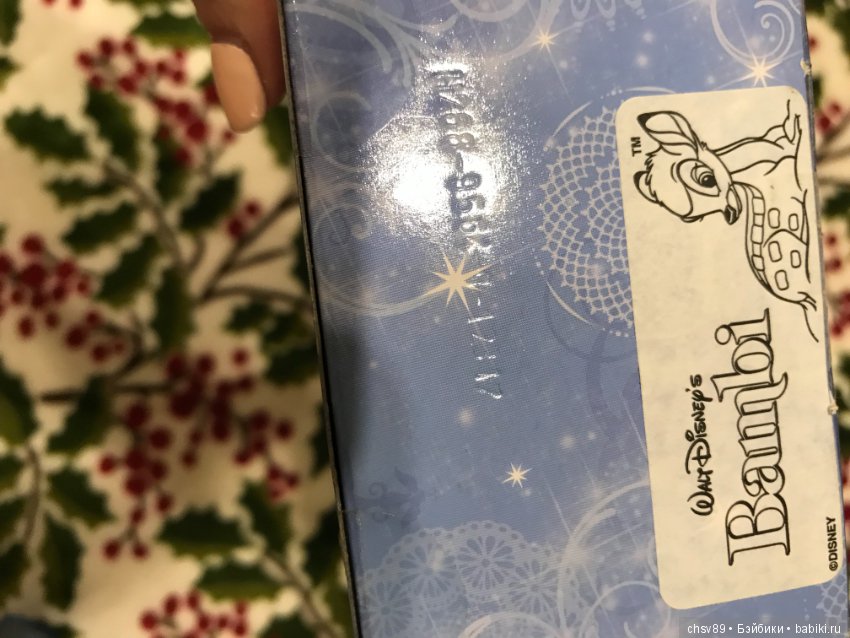 TM
WALT DISNEY'S
Bambi
©DISNEY
chsv89 • Бэйбики • babiki.ru